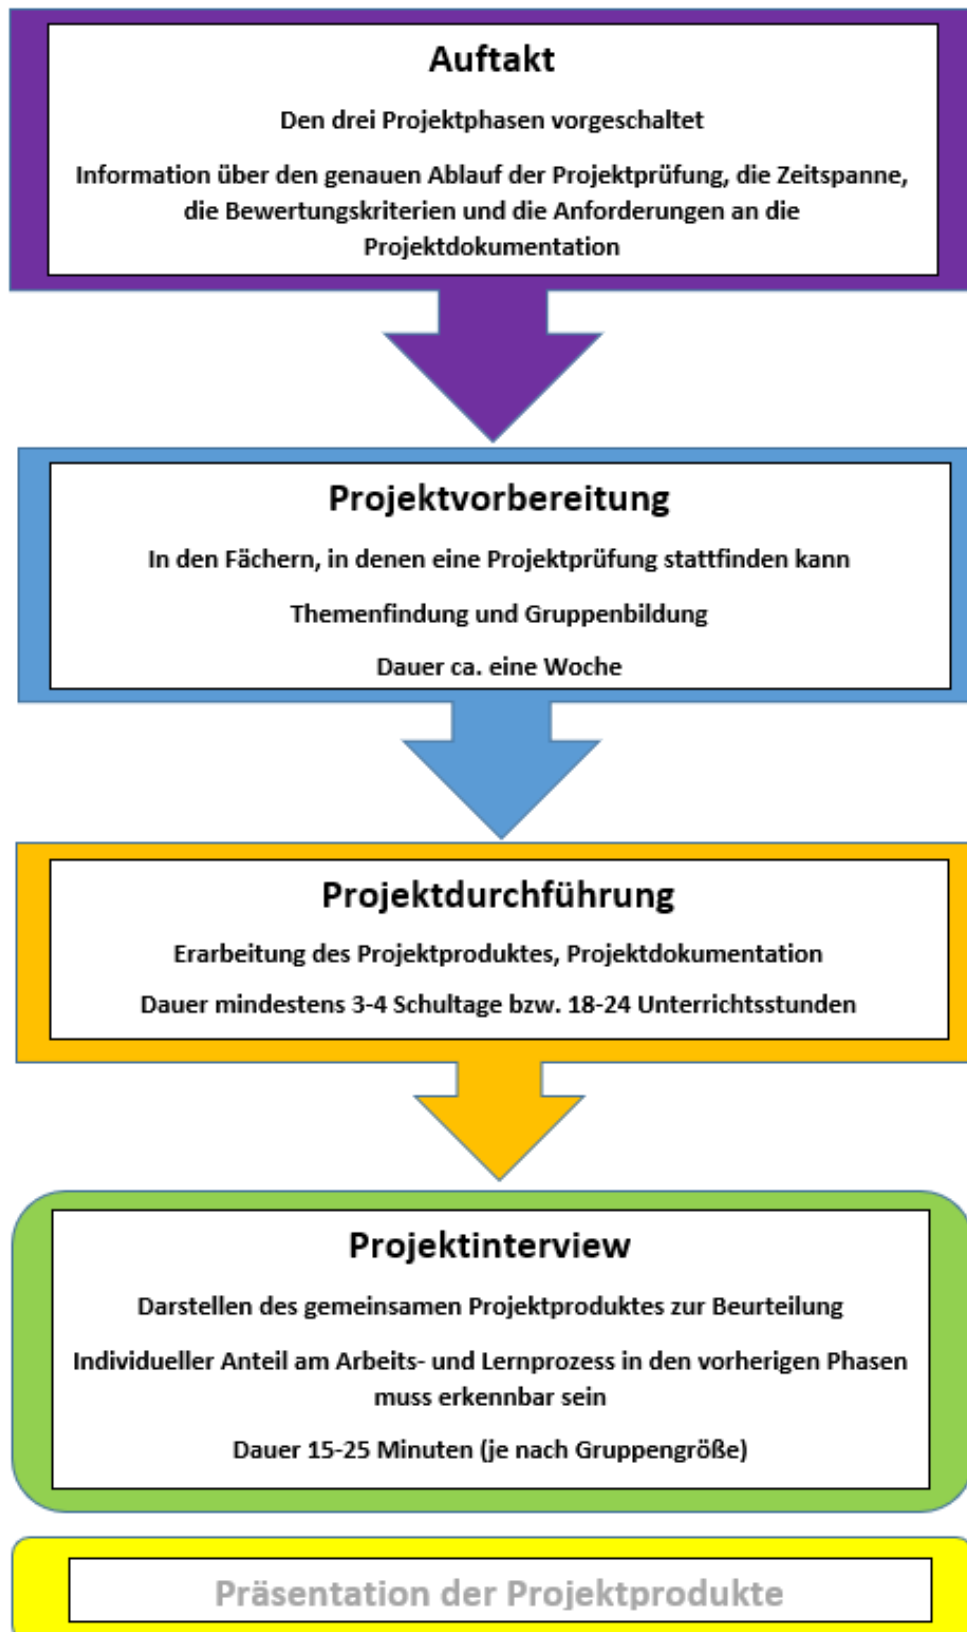 Auftakt
Den drei Projektphasen vorgeschaltet
Information über den genauen Ablauf der Projektprüfung, die Zeitspanne,
die Bewertungskriterien und die Anforderungen an die
Projektdokumentation
Projektvorbereitung
In den Fächern, in denen eine Projektprüfung stattfinden kann
Themenfindung und Gruppenbildung
Dauer ca. eine Woche
Projektdurchführung
Erarbeitung des Projektproduktes, Projektdokumentation
Dauer mindestens 3-4 Schultage bzw. 18-24 Unterrichtsstunden
Projektinterview
Darstellen des gemeinsamen Projektproduktes zur Beurteilung
Individueller Anteil am Arbeits- und Lernprozess in den vorherigen Phasen
muss erkennbar sein
Dauer 15-25 Minuten (je nach Gruppengröße)
Präsentation der Projektprodukte